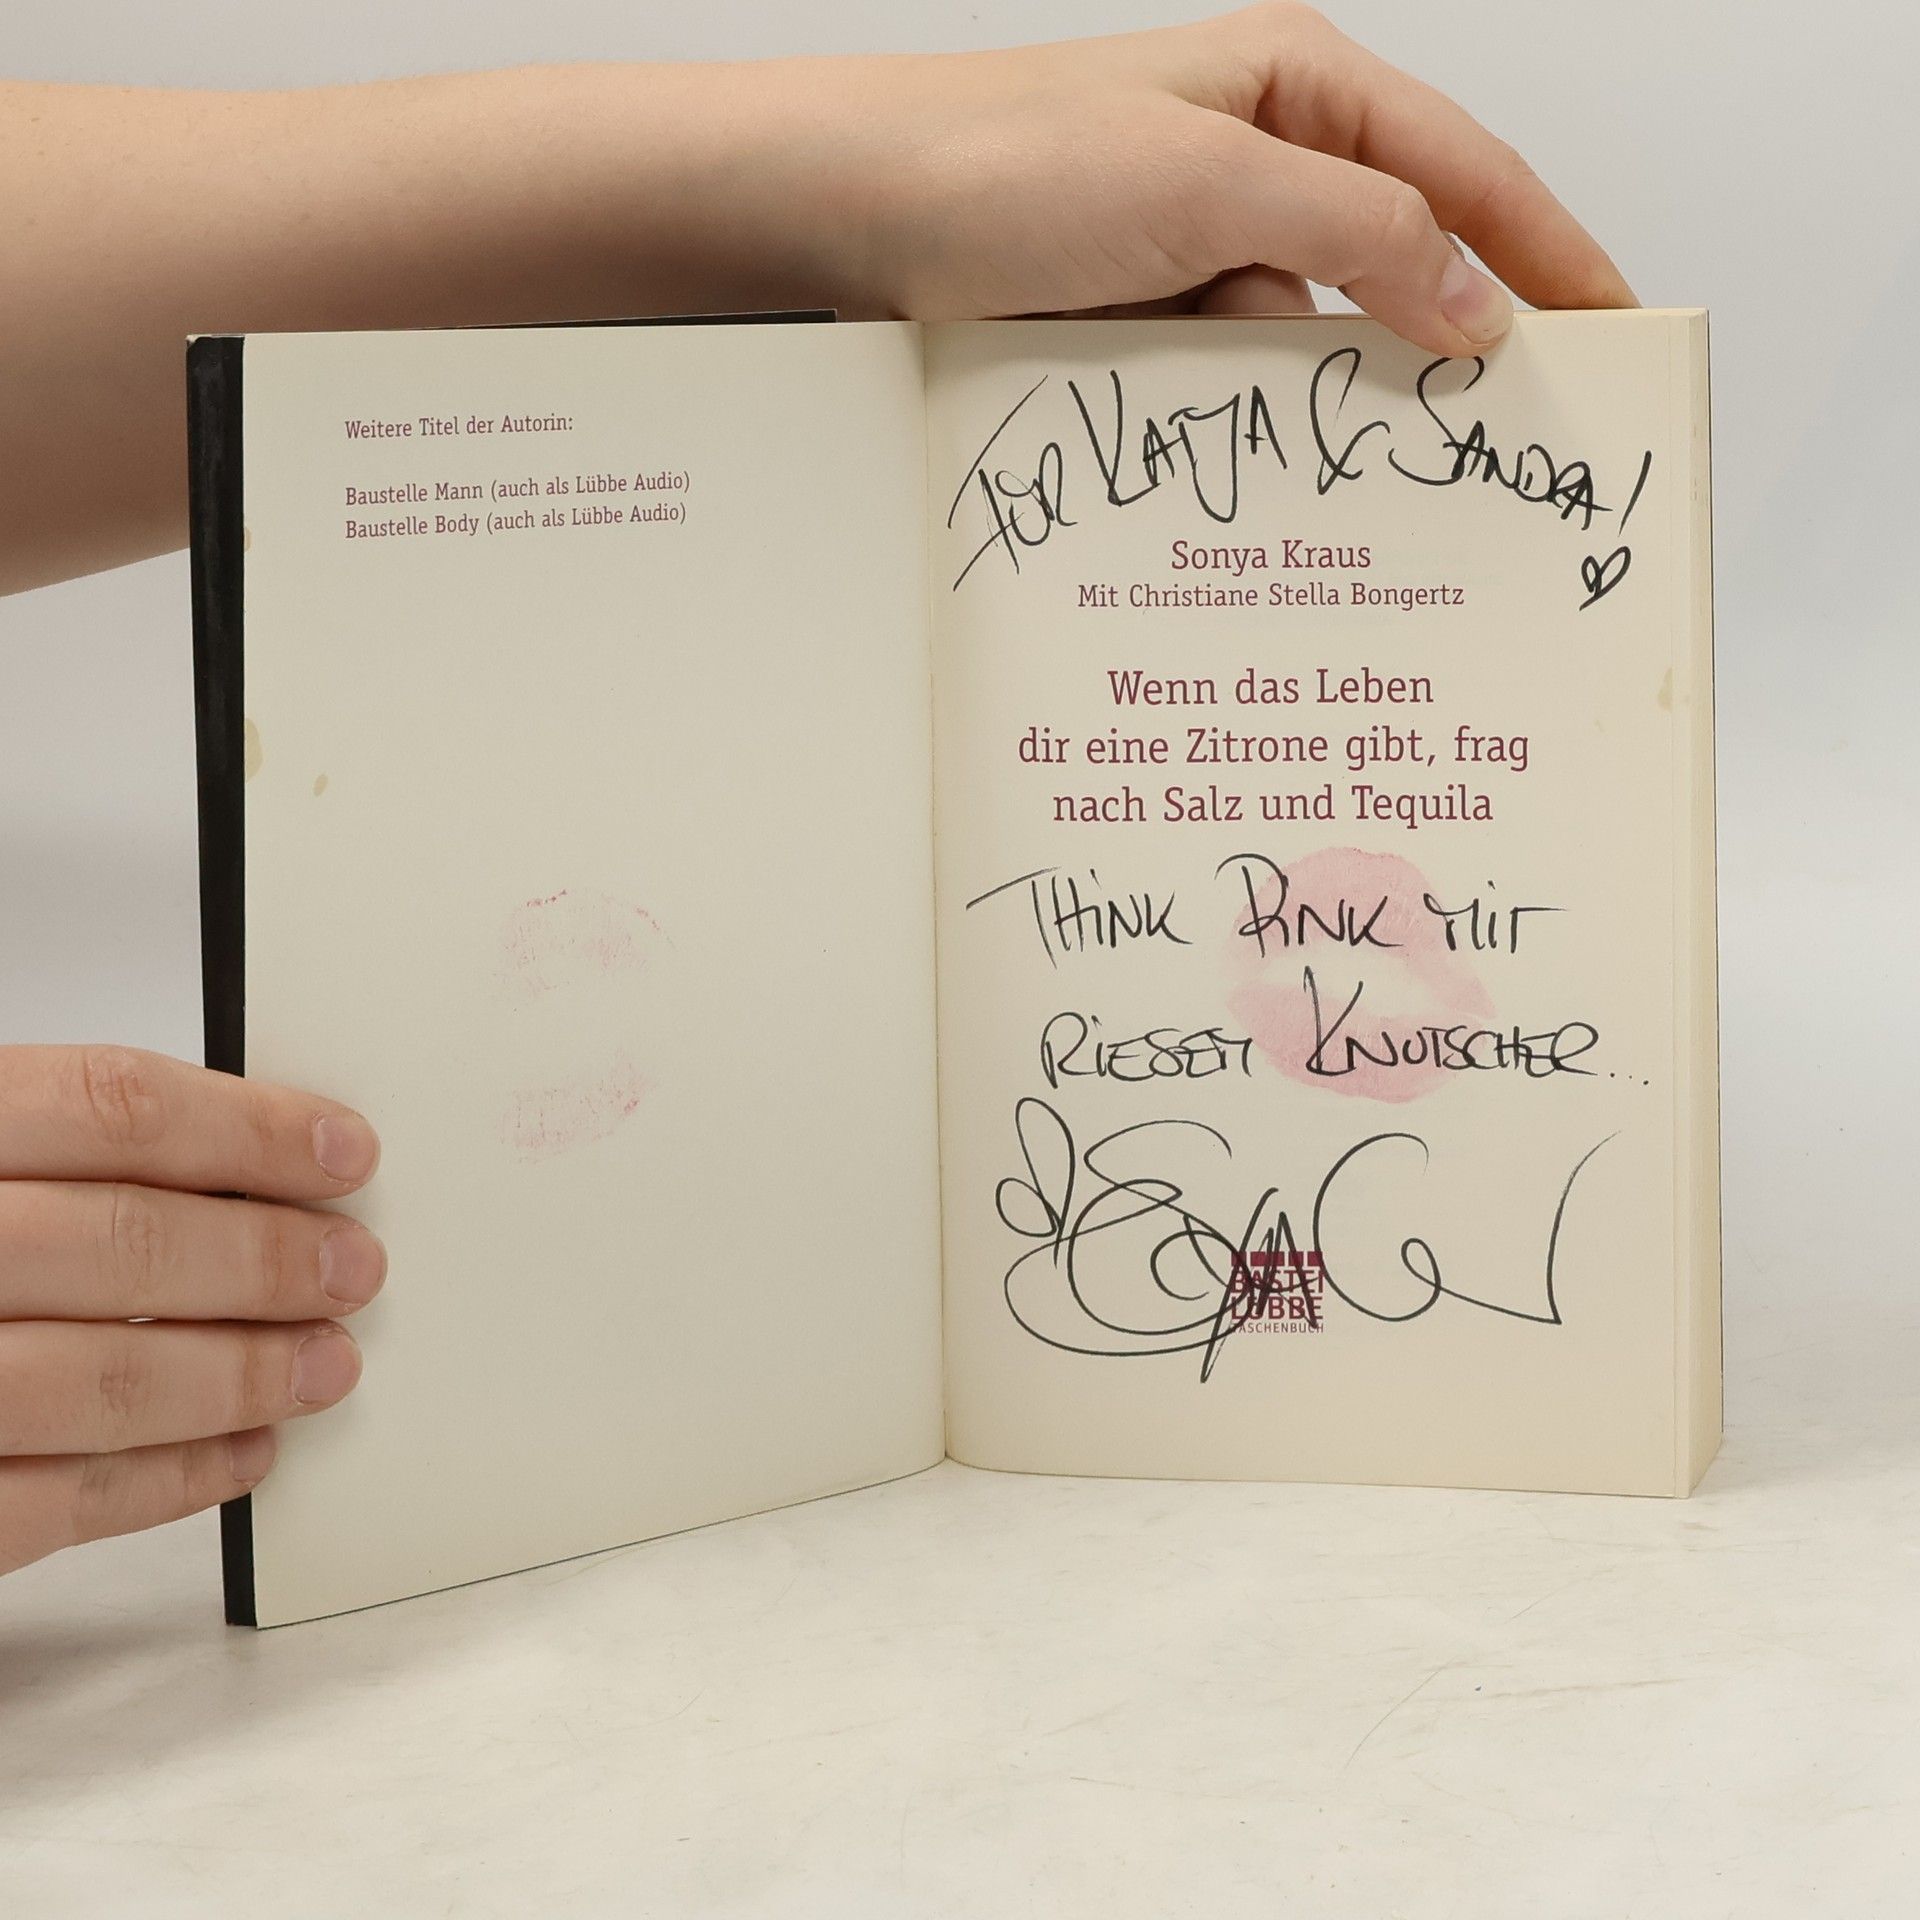 Weitere Titel der Autorin:
Baustelle Mann (auch als Lübbe Audio)
Baustelle Body (auch als Lübbe Audio)
FÜR KATJA & SANDRA!
Sonya Kraus
Mit Christiane Stella Bongertz
Wenn das Leben
dir eine Zitrone gibt, frag
nach Salz und Tequila
THiNK PiNK MiT
RiESEN KNUTSCHER...
BASTEI
LÜBBE
TASCHENBUCH